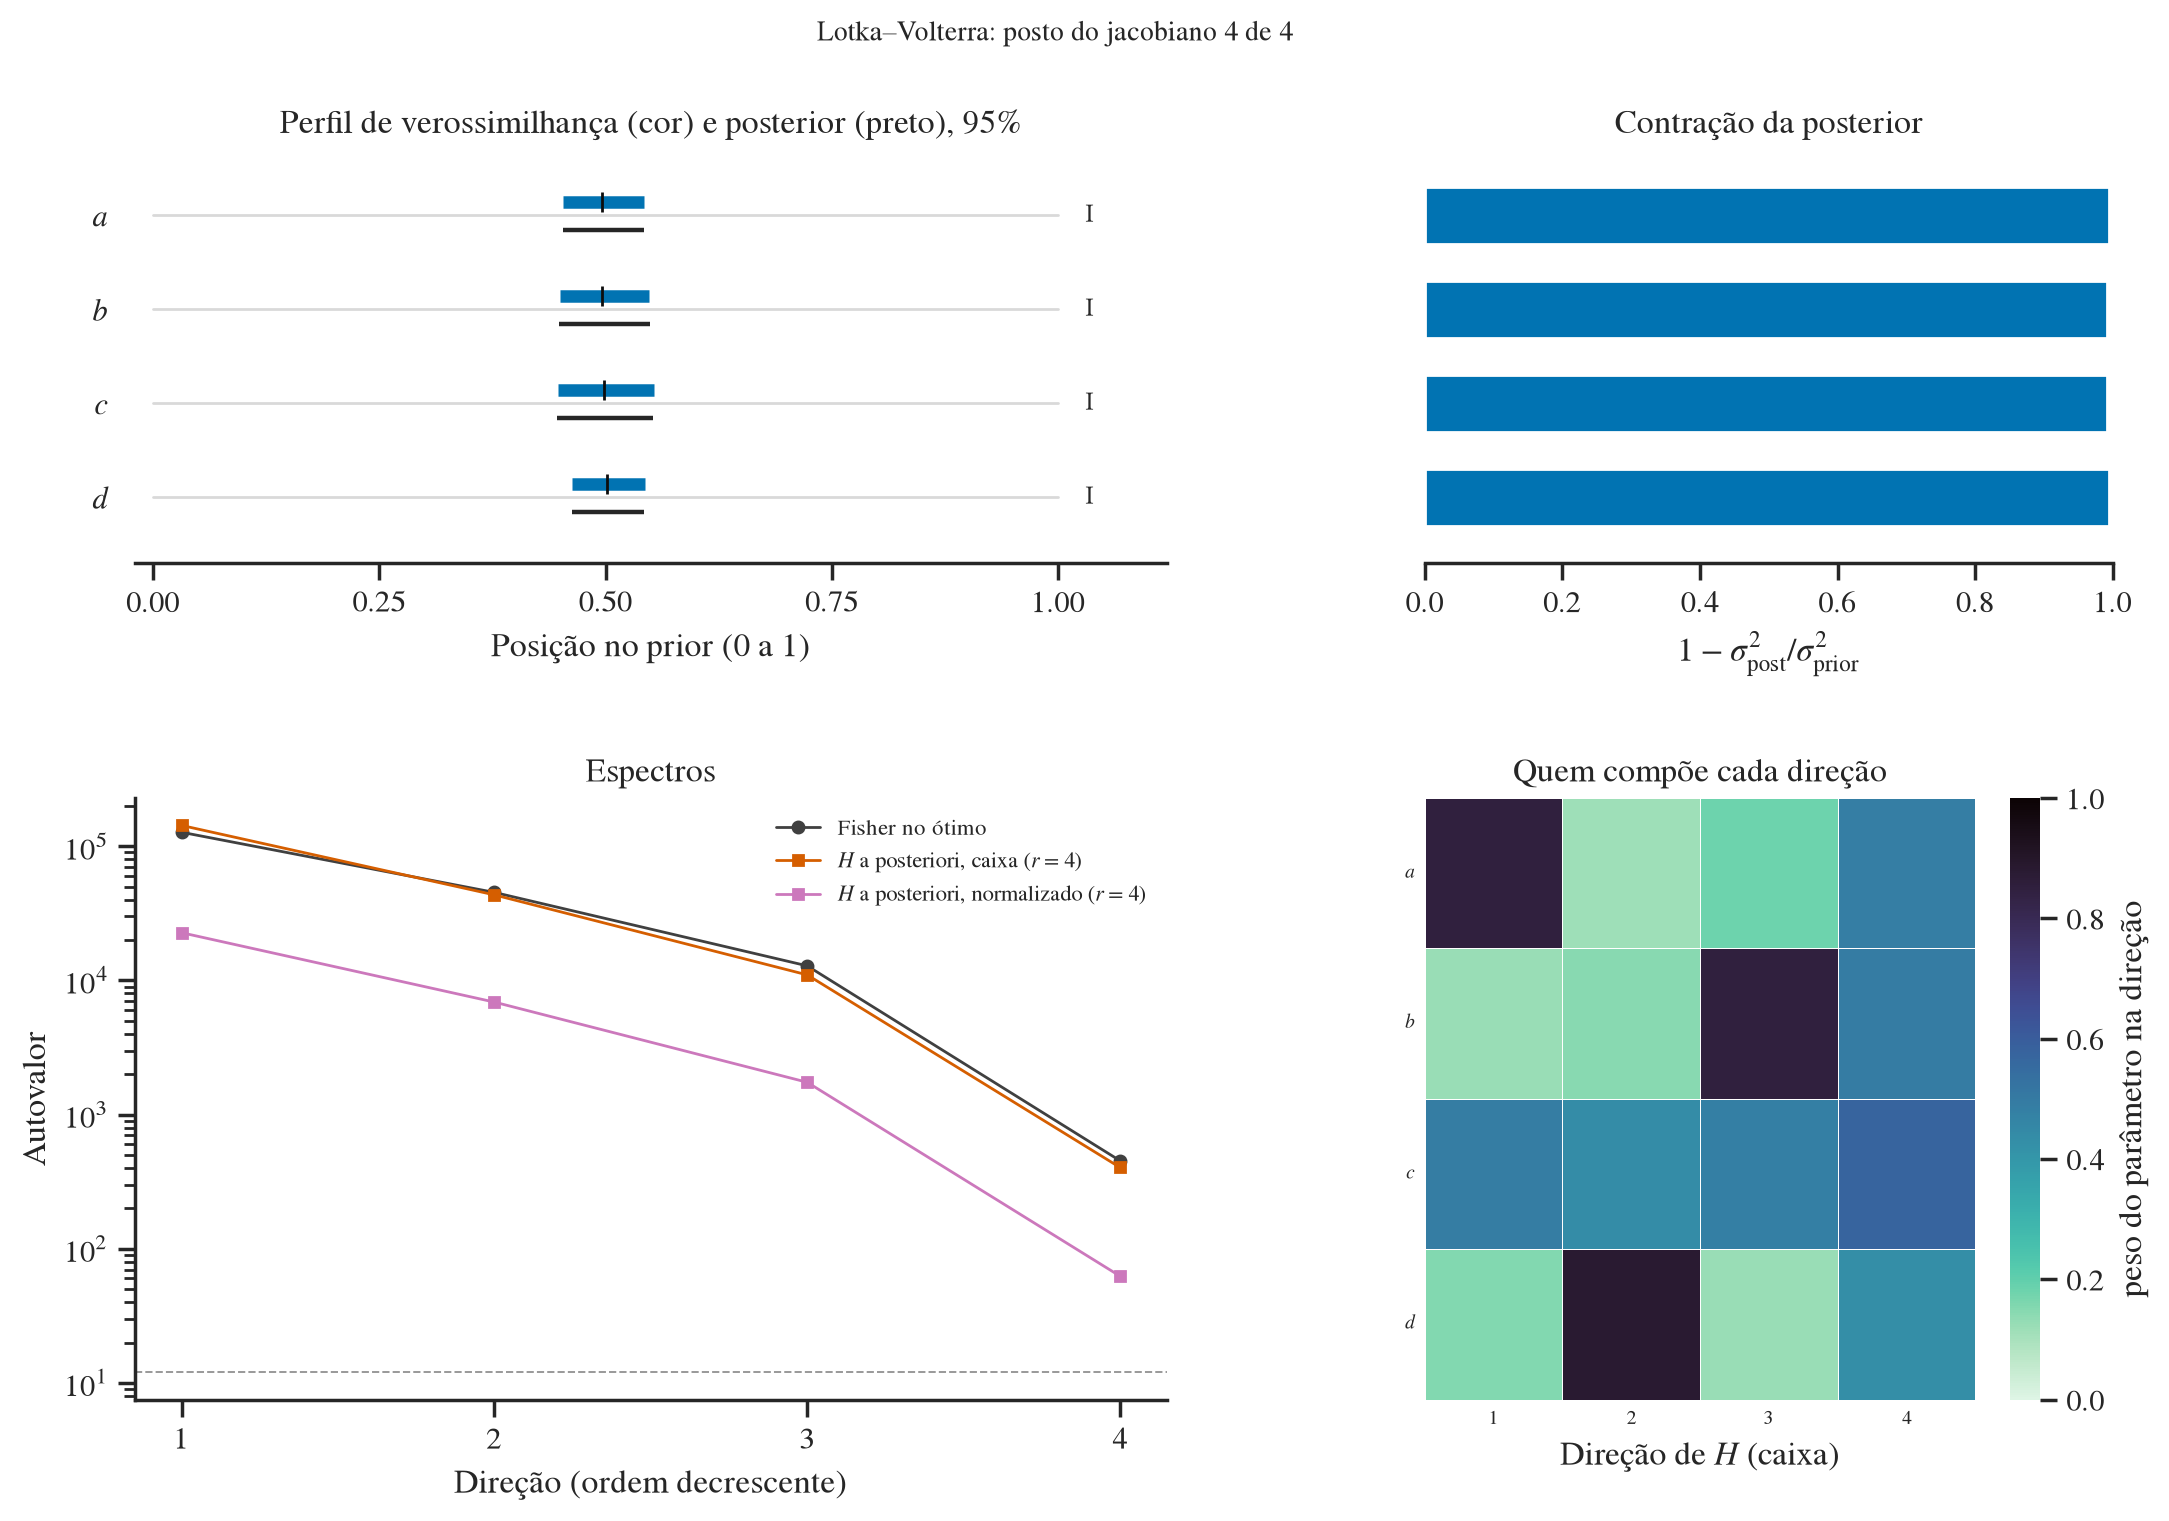 Lotka–Volterra: posto do jacobiano 4 de 4
Perfil de verossimilhança (cor) e posterior (preto), 95%
a
I
b
I
c
I
d
I
0.00 0.25 0.50 0.75 1.00
Posição no prior (0 a 1)
Contração da posterior
0.0 0.2 0.4 0.6 0.8 1.0
1 − σ²post/σ²prior
Espectros
Fisher no ótimo
H a posteriori, caixa (r = 4)
H a posteriori, normalizado (r = 4)
10⁵
10⁴
10³
10²
10¹
Autovalor
1 2 3 4
Direção (ordem decrescente)
Quem compõe cada direção
a
b
c
d
1 2 3 4
Direção de H (caixa)
1.0
0.8
0.6
0.4
0.2
0.0
peso do parâmetro na direção